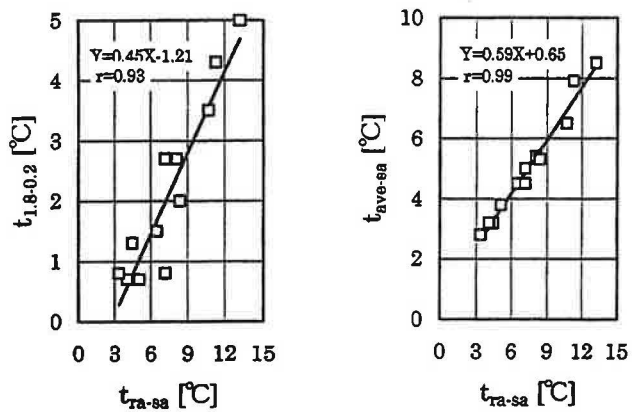 5
4
3
2
1
0
Y=0.45X-1.21
r=0.93
t1.8-0.2 [℃]
0 3 6 9 12 15
tra-sa [℃]
10
8
6
4
2
0
Y=0.59X+0.65
r=0.99
tave-sa [℃]
0 3 6 9 12 15
tra-sa [℃]